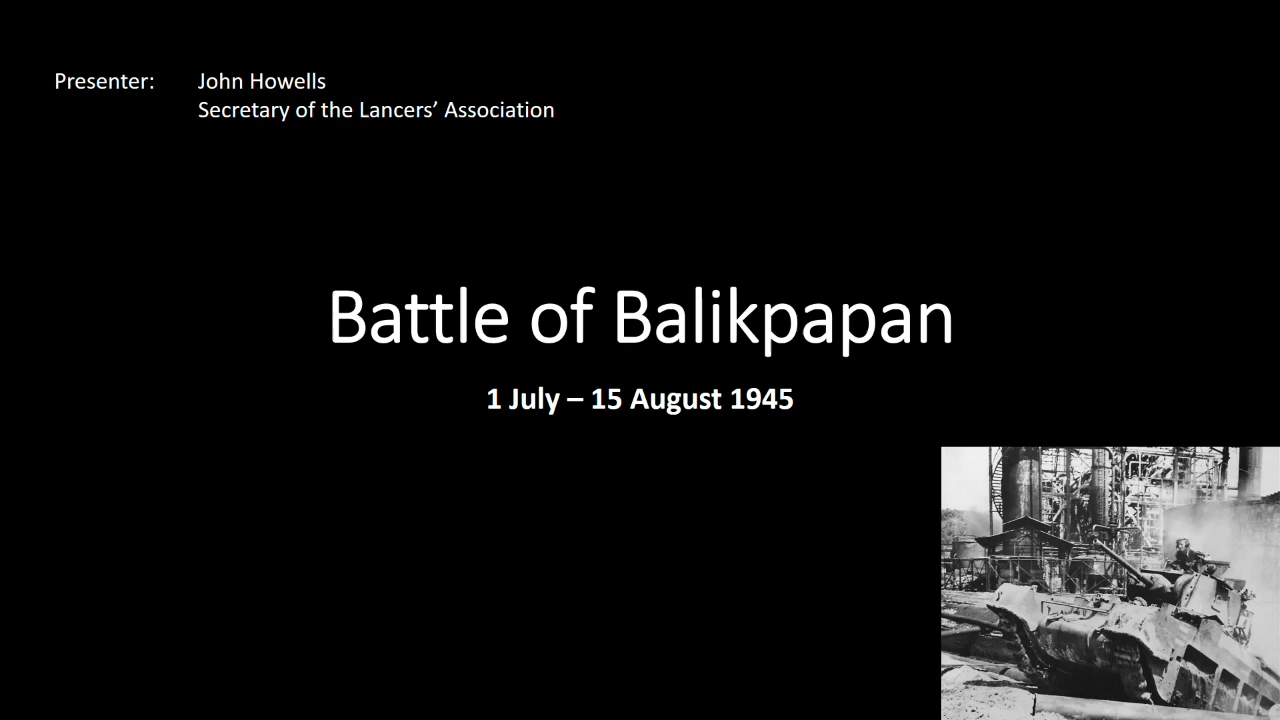 Presenter: John Howells
Secretary of the Lancers’ Association
Battle of Balikpapan
1 July – 15 August 1945